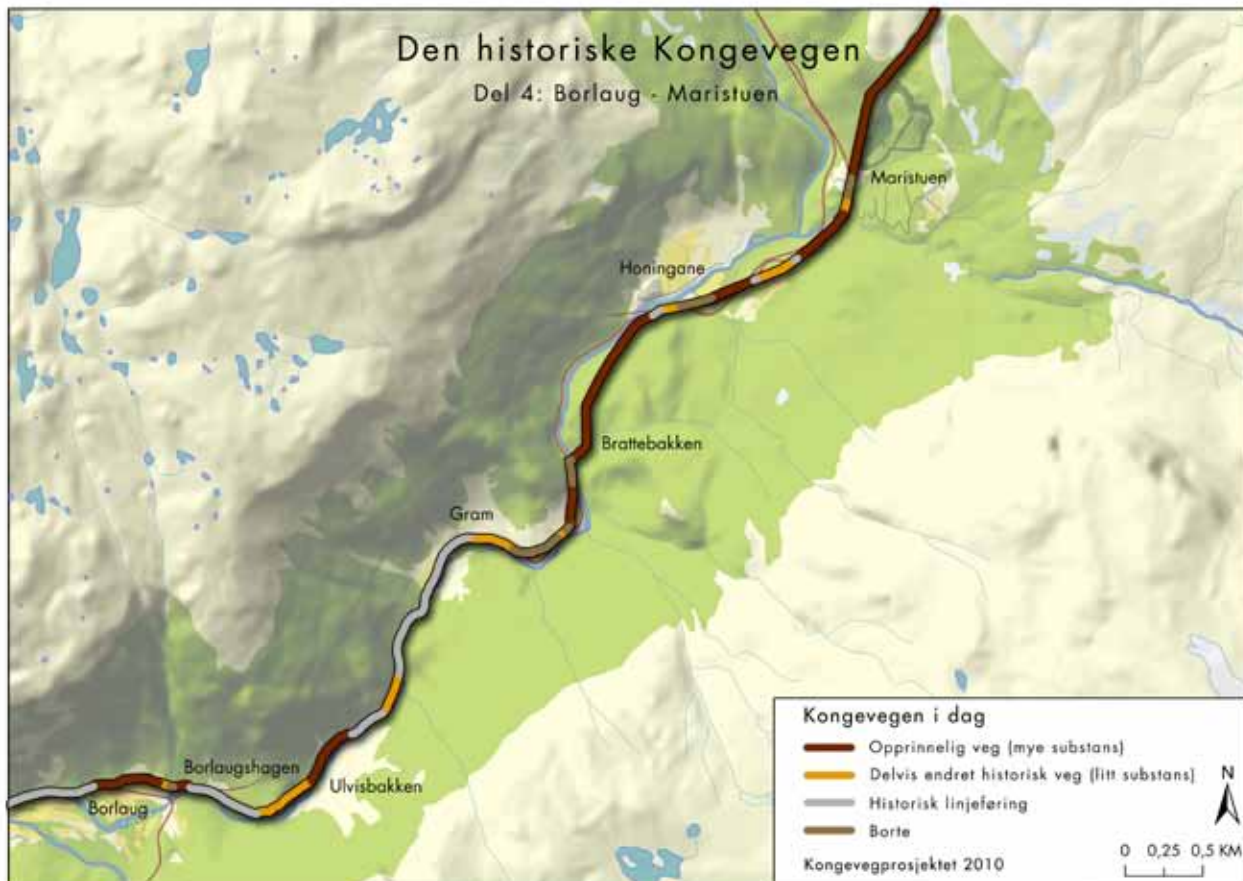 Den historiske Kongevegen
Del 4: Borlaug - Maristuen
Maristuen
Honingane
Brattebakken
Gram
Borlaugshagen
Ulvisbakken
Borlaug
Kongevegen i dag
Opprinnelig veg (mye substans)
Delvis endret historisk veg (litt substans)
Historisk linjeføring
Borte
Kongevegprosjektet 2010
N
0 0,25 0,5 KM